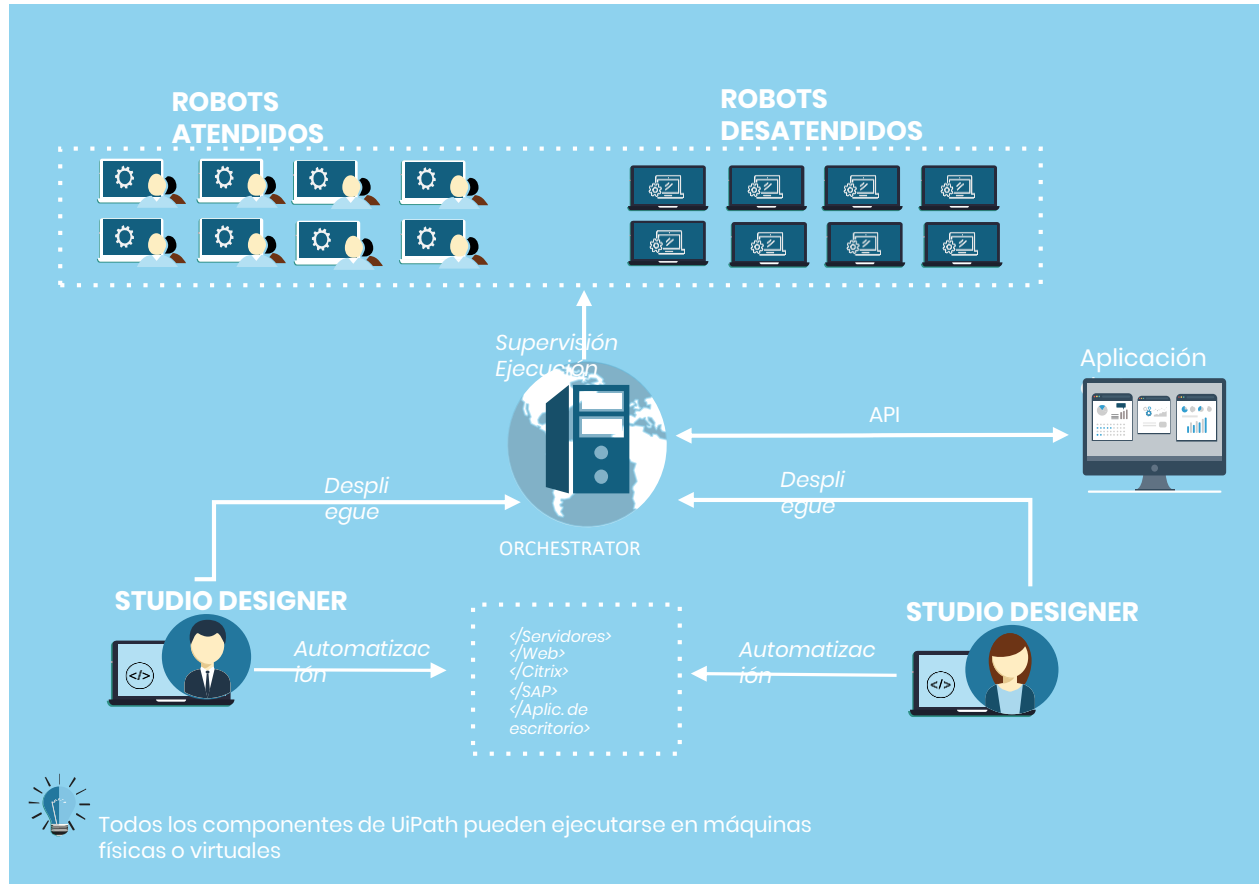 ROBOTS
ATENDIDOS
ROBOTS
DESATENDIDOS
Supervisión
Ejecución
Aplicación
API
Despli
egue
Despli
egue
ORCHESTRATOR
STUDIO DESIGNER
STUDIO DESIGNER
</Servidores>
</Web>
</Citrix>
</SAP>
</Aplic. de
escritorio>
Automatizac
ión
Automatizac
ión
</>
</>
Todos los componentes de UiPath pueden ejecutarse en máquinas
físicas o virtuales